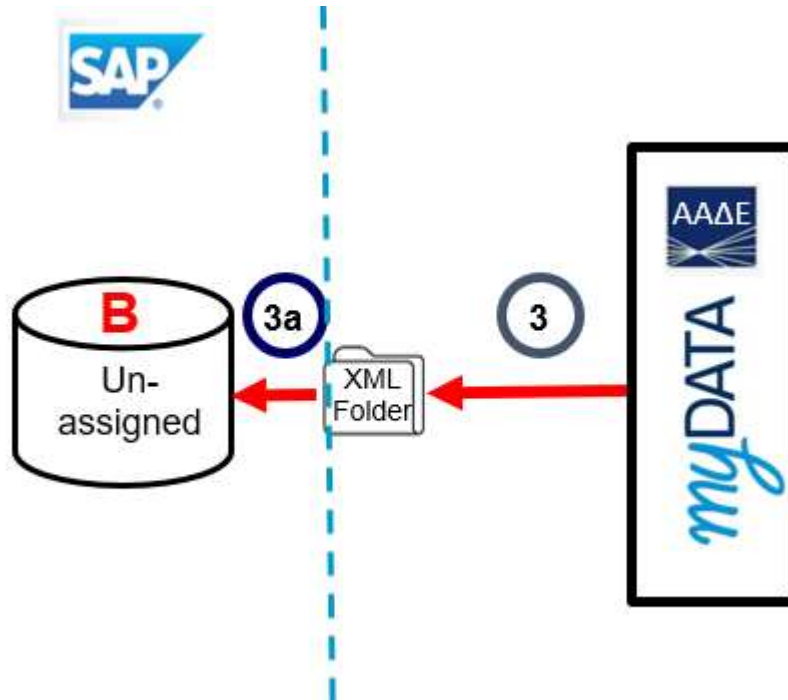 SAP
B
Un-
assigned
3a
XML
Folder
3
ΑΑΔΕ
myDATA